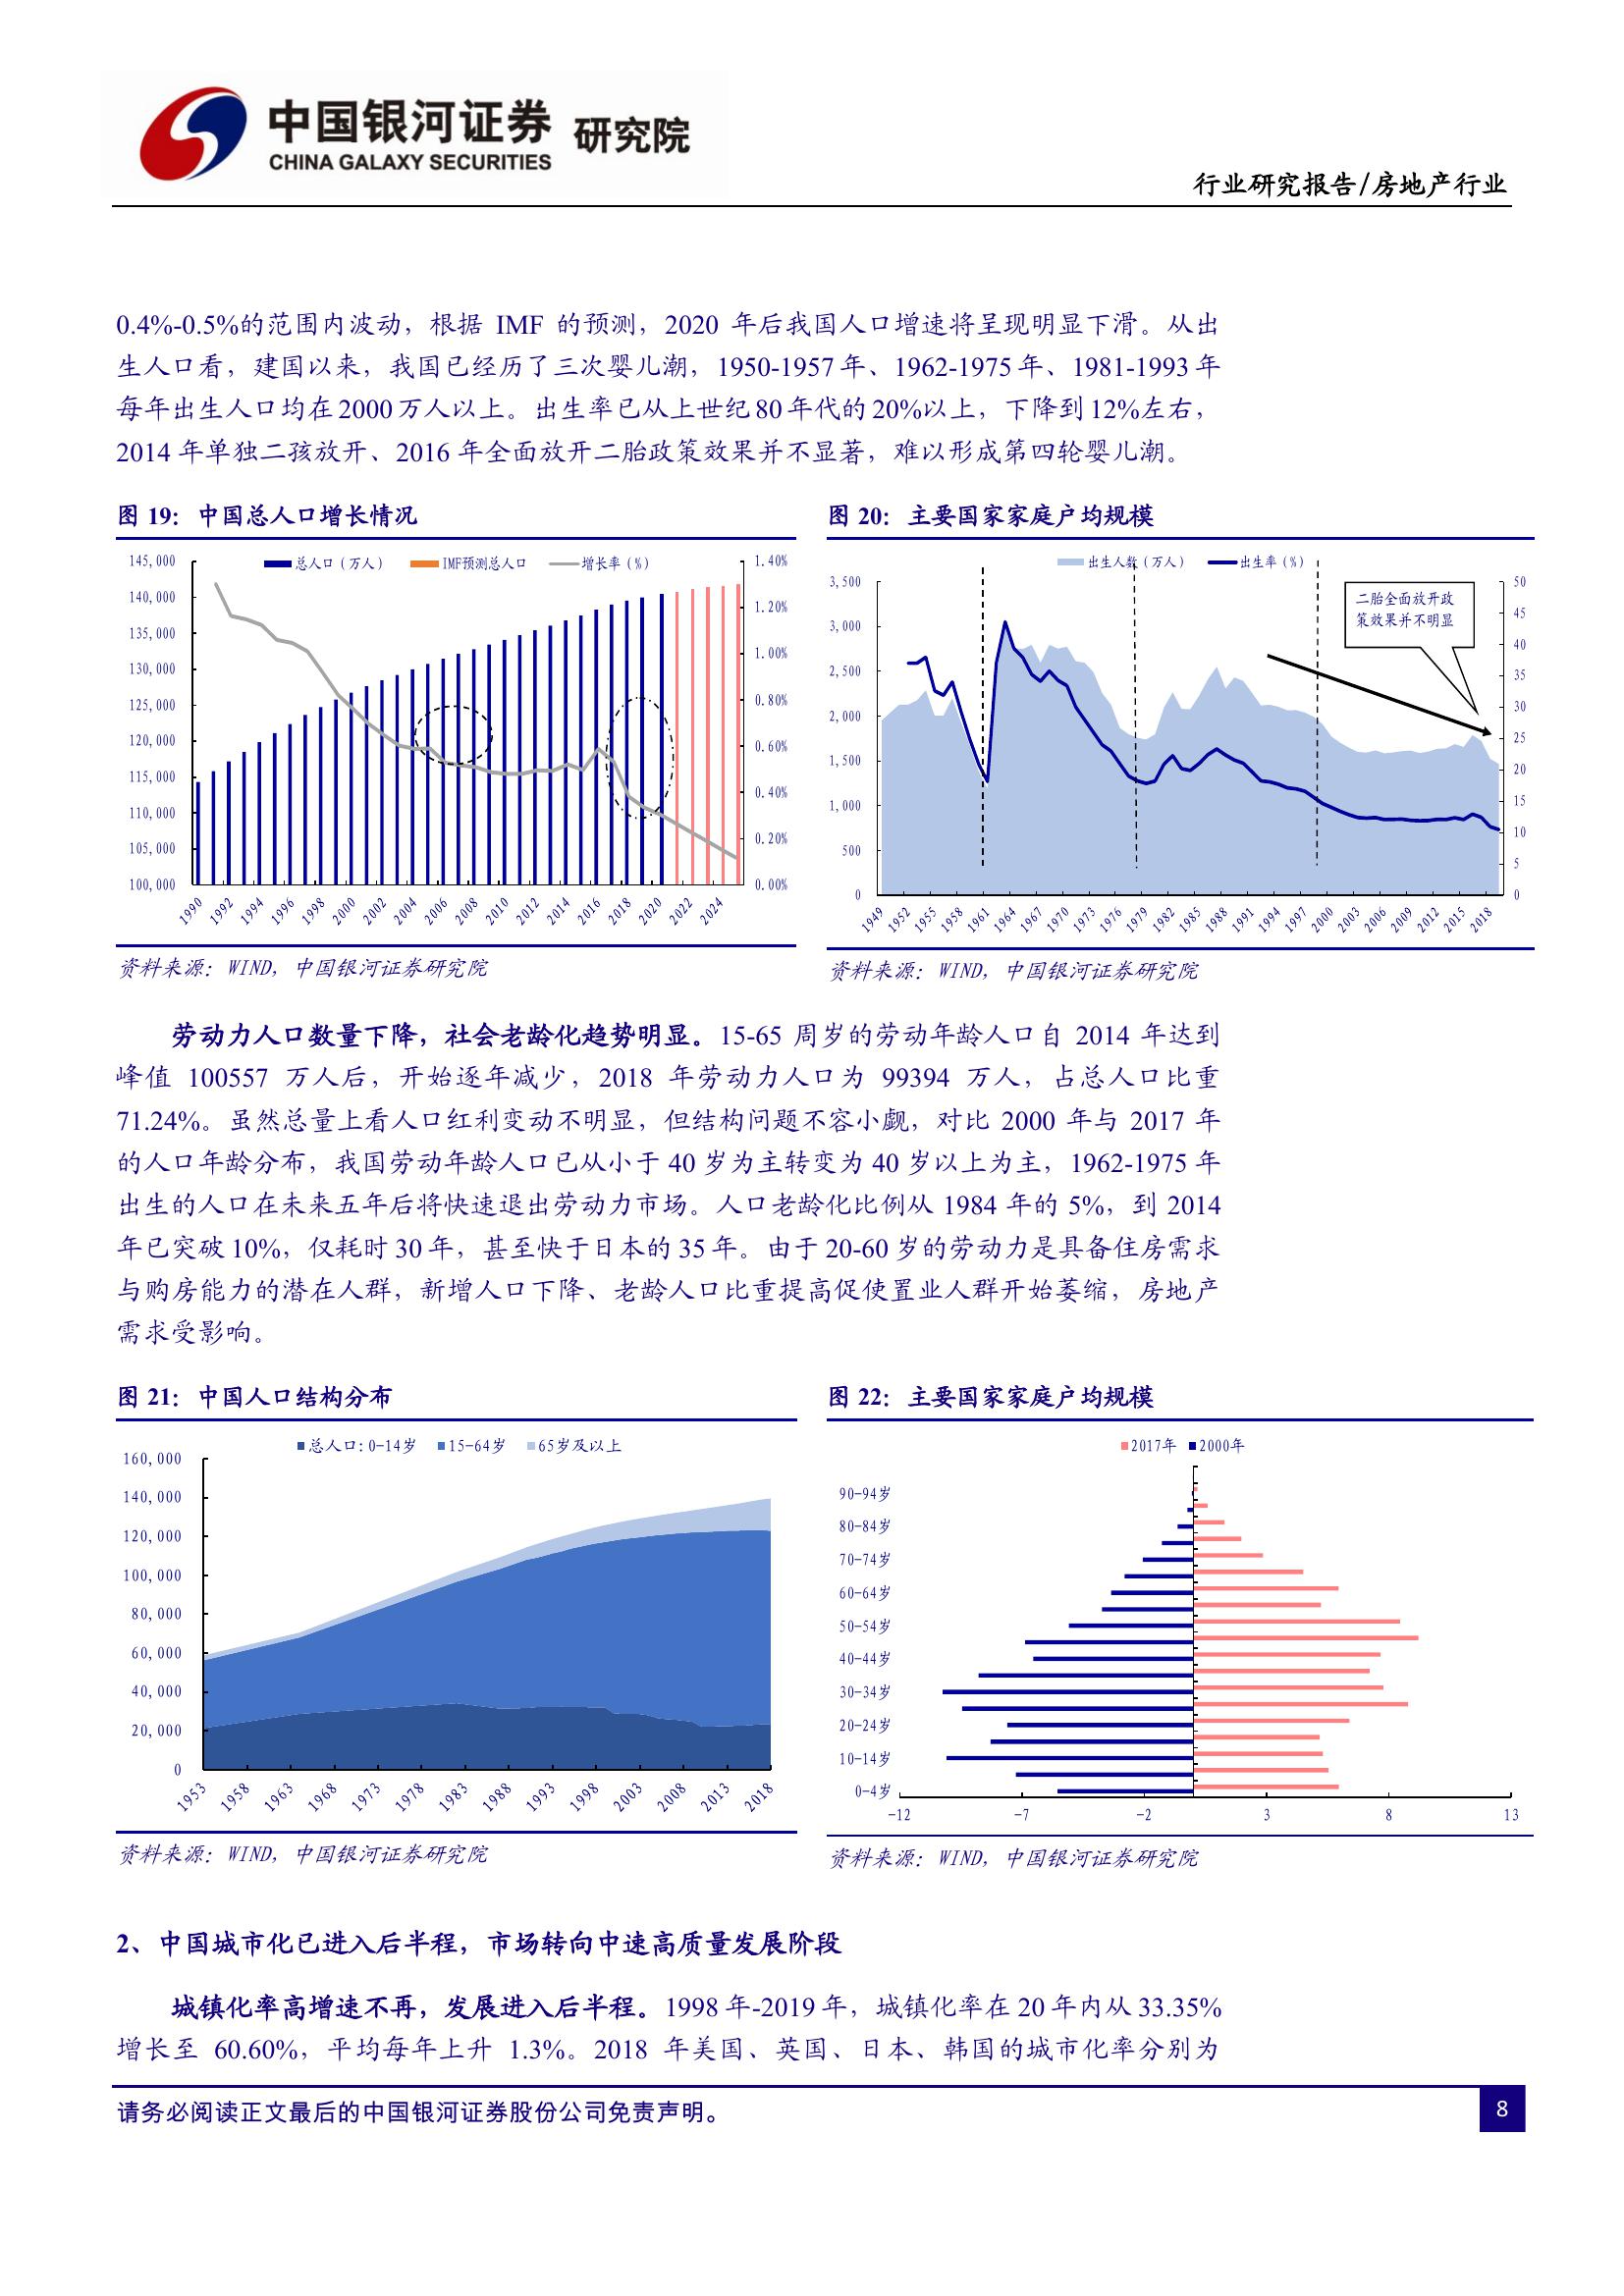 中国银河证券 研究院
CHINA GALAXY SECURITIES
行业研究报告/房地产行业
0.4%-0.5%的范围内波动，根据 IMF 的预测，2020 年后我国人口增速将呈现明显下滑。从出
生人口看，建国以来，我国已经历了三次婴儿潮，1950-1957 年、1962-1975 年、1981-1993 年
每年出生人口均在 2000 万人以上。出生率已从上世纪 80 年代的 20%以上，下降到 12%左右，
2014 年单独二孩放开、2016 年全面放开二胎政策效果并不显著，难以形成第四轮婴儿潮。
图 19：中国总人口增长情况
总人口（万人） IMF预测总人口 增长率（%）
145,000
140,000
135,000
130,000
125,000
120,000
115,000
110,000
105,000
100,000
1.40%
1.20%
1.00%
0.80%
0.60%
0.40%
0.20%
0.00%
1990 1992 1994 1996 1998 2000 2002 2004 2006 2008 2010 2012 2014 2016 2018 2020 2022 2024
资料来源：WIND，中国银河证券研究院
图 20：主要国家家庭户均规模
出生人数（万人） 出生率（%）
二胎全面放开政
策效果并不明显
3,500
3,000
2,500
2,000
1,500
1,000
500
0
50
45
40
35
30
25
20
15
10
5
0
1949 1952 1955 1958 1961 1964 1967 1970 1973 1976 1979 1982 1985 1988 1991 1994 1997 2000 2003 2006 2009 2012 2015 2018
资料来源：WIND，中国银河证券研究院
劳动力人口数量下降，社会老龄化趋势明显。15-65 周岁的劳动年龄人口自 2014 年达到
峰值 100557 万人后，开始逐年减少，2018 年劳动力人口为 99394 万人，占总人口比重
71.24%。虽然总量上看人口红利变动不明显，但结构问题不容小觑，对比 2000 年与 2017 年
的人口年龄分布，我国劳动年龄人口已从小于 40 岁为主转变为 40 岁以上为主，1962-1975 年
出生的人口在未来五年后将快速退出劳动力市场。人口老龄化比例从 1984 年的 5%，到 2014
年已突破 10%，仅耗时 30 年，甚至快于日本的 35 年。由于 20-60 岁的劳动力是具备住房需求
与购房能力的潜在人群，新增人口下降、老龄人口比重提高促使置业人群开始萎缩，房地产
需求受影响。
图 21：中国人口结构分布
总人口:0-14岁 15-64岁 65岁及以上
160,000
140,000
120,000
100,000
80,000
60,000
40,000
20,000
0
1953 1958 1963 1968 1973 1978 1983 1988 1993 1998 2003 2008 2013 2018
资料来源：WIND，中国银河证券研究院
图 22：主要国家家庭户均规模
2017年 2000年
90-94岁
80-84岁
70-74岁
60-64岁
50-54岁
40-44岁
30-34岁
20-24岁
10-14岁
0-4岁
-12 -7 -2 3 8 13
资料来源：WIND，中国银河证券研究院
2、中国城市化已进入后半程，市场转向中速高质量发展阶段
城镇化率高增速不再，发展进入后半程。1998 年-2019 年，城镇化率在 20 年内从 33.35%
增长至 60.60%，平均每年上升 1.3%。2018 年美国、英国、日本、韩国的城市化率分别为
请务必阅读正文最后的中国银河证券股份公司免责声明。
8